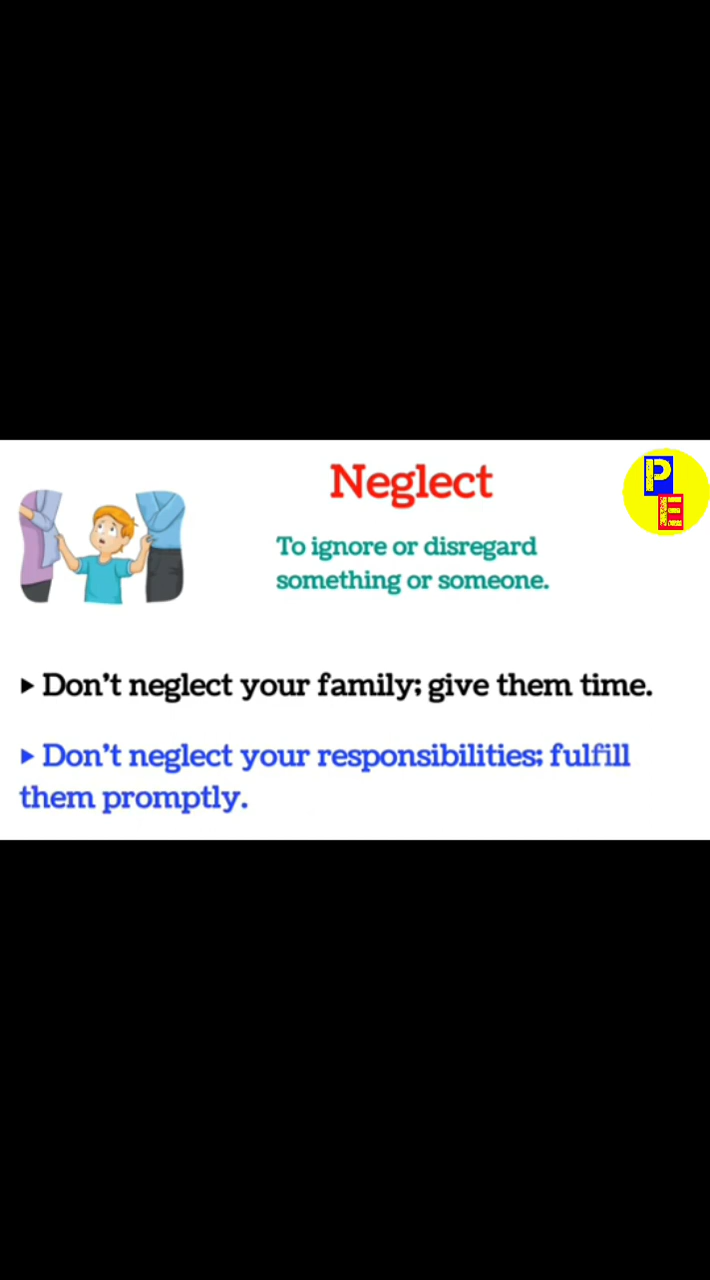 Neglect
P
E
To ignore or disregard
something or someone.
▸ Don't neglect your family; give them time.
▸ Don't neglect your responsibilities; fulfill
them promptly.